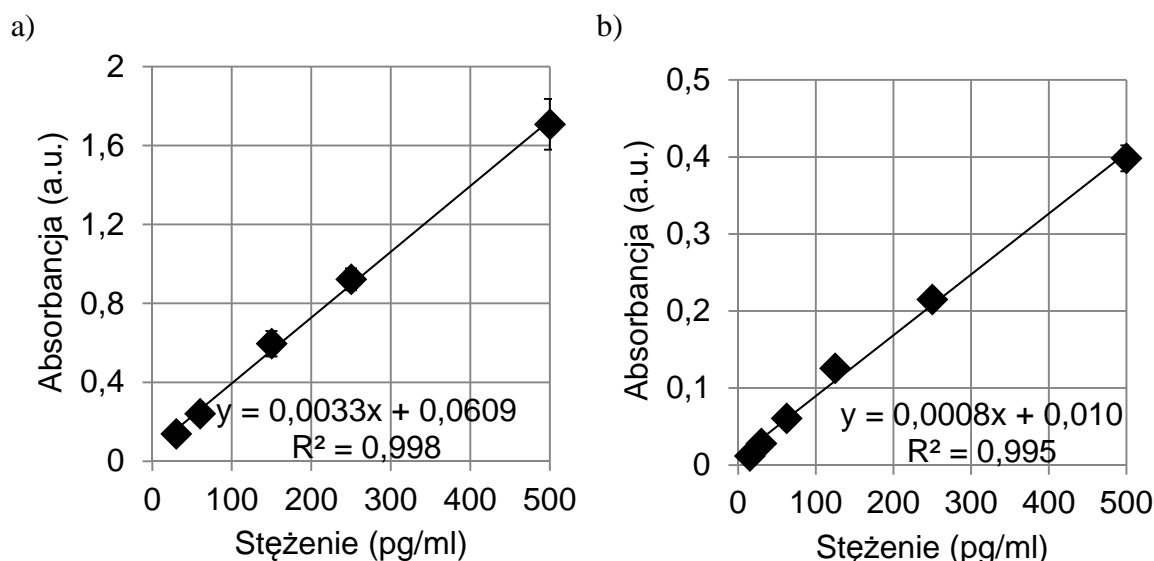 a)
2
1,6
1,2
0,8
0,4
0
Absorbancja (a.u.)
y = 0,0033x + 0,0609
R² = 0,998
0 100 200 300 400 500
Stężenie (pg/ml)
b)
0,5
0,4
0,3
0,2
0,1
0
Absorbancja (a.u.)
y = 0,0008x + 0,010
R² = 0,995
0 100 200 300 400 500
Stężenie (pg/ml)